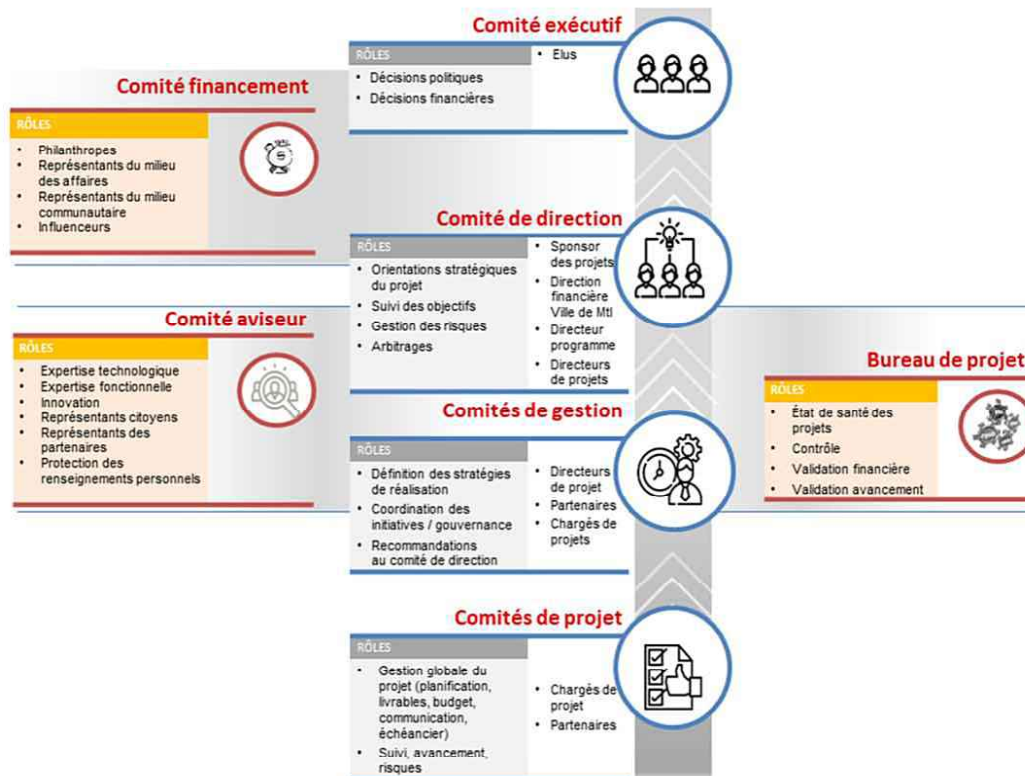 Comité exécutif
RÔLES
• Décisions politiques
• Décisions financières
• Elus
Comité financement
RÔLES
• Philanthropes
• Représentants du milieu
des affaires
• Représentants du milieu
communautaire
• Influenceurs
Comité de direction
RÔLES
• Orientations stratégiques
du projet
• Suivi des objectifs
• Gestion des risques
• Arbitrages
• Sponsor
des projets
• Direction
financière
Ville de Mtl
• Directeur
programme
• Directeurs
de projets
Comité aviseur
RÔLES
• Expertise technologique
• Expertise fonctionnelle
• Innovation
• Représentants citoyens
• Représentants des
partenaires
• Protection des
renseignements personnels
Bureau de projet
RÔLES
• État de santé des
projets
• Contrôle
• Validation financière
• Validation avancement
Comités de gestion
RÔLES
• Définition des stratégies
de réalisation
• Coordination des
initiatives / gouvernance
• Recommandations
au comité de direction
• Directeurs
de projet
• Partenaires
• Chargés de
projets
Comités de projet
RÔLES
• Gestion globale du
projet (planification,
livrables, budget,
communication,
échéancier)
• Suivi, avancement,
risques
• Chargés de
projet
• Partenaires